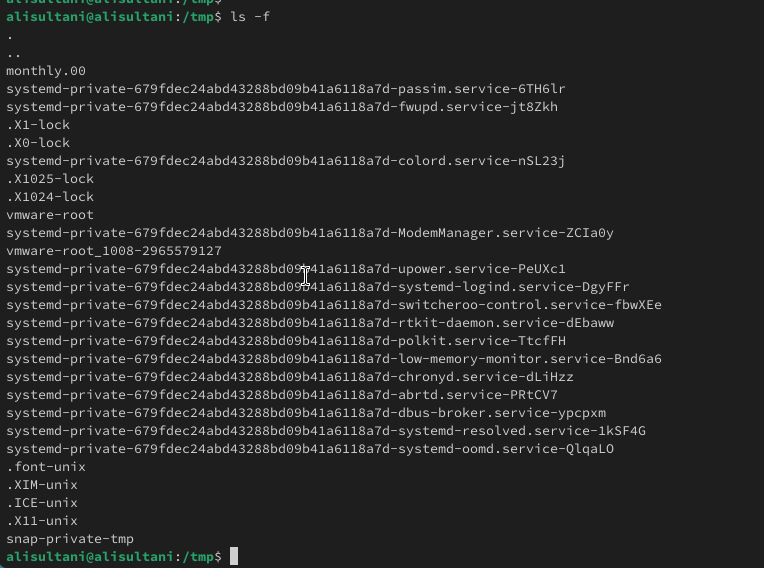 alisultani@alisultani:/tmp$ ls -f
.
..
monthly.00
systemd-private-679fdec24abd43288bd09b41a6118a7d-passim.service-6TH6lr
systemd-private-679fdec24abd43288bd09b41a6118a7d-fwupd.service-jt8Zkh
.X1-lock
.X0-lock
systemd-private-679fdec24abd43288bd09b41a6118a7d-colord.service-nSL23j
.X1025-lock
.X1024-lock
vmware-root
systemd-private-679fdec24abd43288bd09b41a6118a7d-ModemManager.service-ZCIa0y
vmware-root_1008-2965579127
systemd-private-679fdec24abd43288bd09b41a6118a7d-upower.service-PeUXc1
systemd-private-679fdec24abd43288bd09b41a6118a7d-systemd-logind.service-DgyFFr
systemd-private-679fdec24abd43288bd09b41a6118a7d-switcheroo-control.service-fbwXEe
systemd-private-679fdec24abd43288bd09b41a6118a7d-rtkit-daemon.service-dEbaww
systemd-private-679fdec24abd43288bd09b41a6118a7d-polkit.service-TtcfFH
systemd-private-679fdec24abd43288bd09b41a6118a7d-low-memory-monitor.service-Bnd6a6
systemd-private-679fdec24abd43288bd09b41a6118a7d-chronyd.service-dLiHzz
systemd-private-679fdec24abd43288bd09b41a6118a7d-abrtd.service-PRtCV7
systemd-private-679fdec24abd43288bd09b41a6118a7d-dbus-broker.service-ypcpxm
systemd-private-679fdec24abd43288bd09b41a6118a7d-systemd-resolved.service-1kSF4G
systemd-private-679fdec24abd43288bd09b41a6118a7d-systemd-oomd.service-QlqaLO
.font-unix
.XIM-unix
.ICE-unix
.X11-unix
snap-private-tmp
alisultani@alisultani:/tmp$